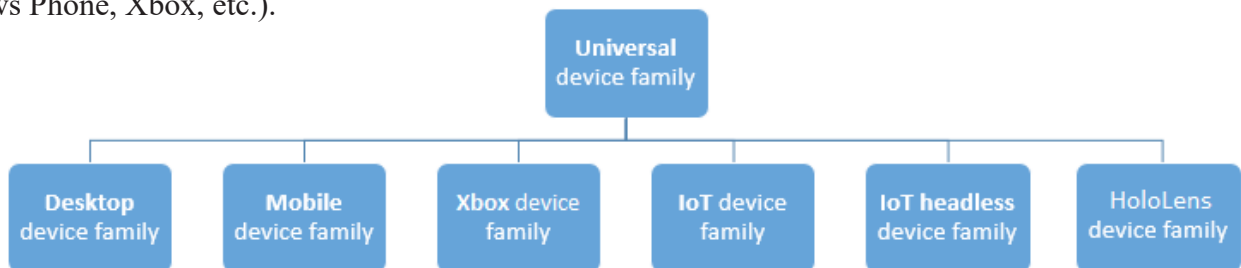 Phone, Xbox, etc.).
Universal
device family
Desktop
device family
Mobile
device family
Xbox device
family
IoT device
family
IoT headless
device family
HoloLens
device family